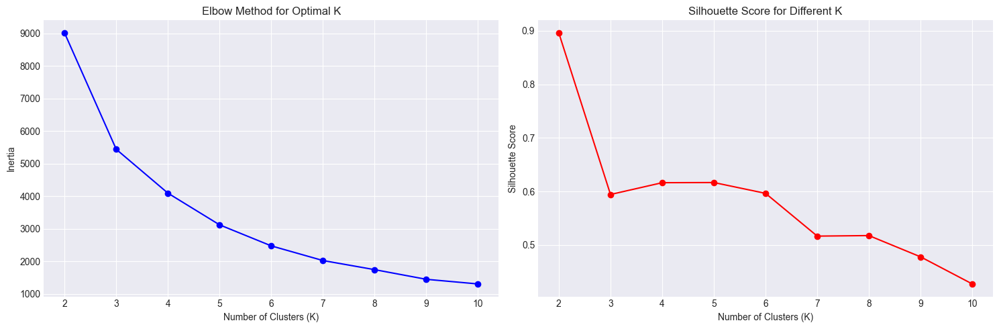 Elbow Method for Optimal K
9000
8000
7000
6000
5000
4000
3000
2000
1000
Inertia
2 3 4 5 6 7 8 9 10
Number of Clusters (K)
Silhouette Score for Different K
0.9
0.8
0.7
0.6
0.5
Silhouette Score
2 3 4 5 6 7 8 9 10
Number of Clusters (K)